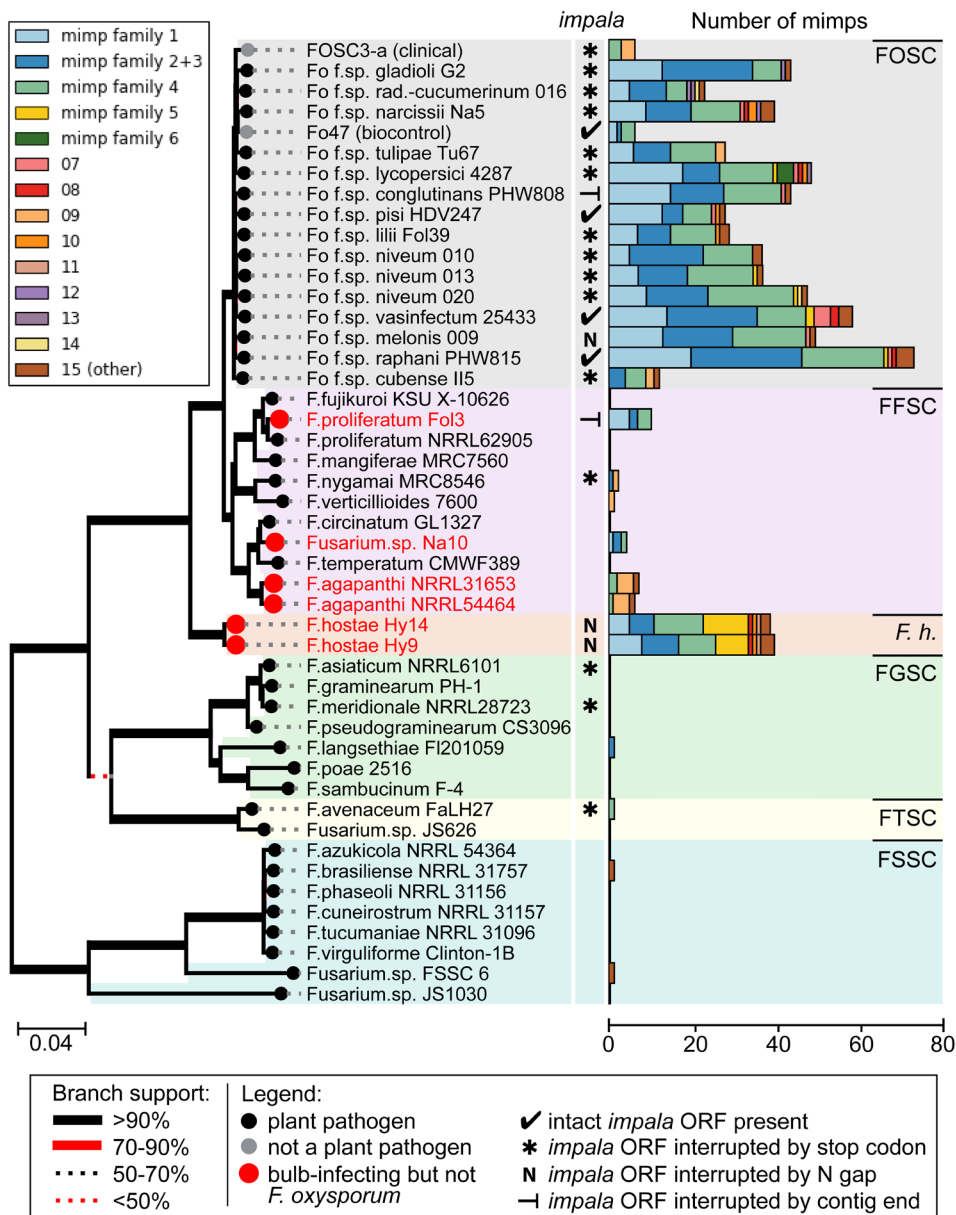 impala
Number of mimps
mimp family 1
mimp family 2+3
mimp family 4
mimp family 5
mimp family 6
07
08
09
10
11
12
13
14
15 (other)
FOSC3-a (clinical) * FOSC
Fo f.sp. gladioli G2 *
Fo f.sp. rad.-cucumerinum 016 *
Fo f.sp. narcissii Na5 *
Fo47 (biocontrol) ✔
Fo f.sp. tulipae Tu67 *
Fo f.sp. lycopersici 4287 *
Fo f.sp. conglutinans PHW808 ⊣
Fo f.sp. pisi HDV247 ✔
Fo f.sp. lilii Fol39 *
Fo f.sp. niveum 010 *
Fo f.sp. niveum 013 *
Fo f.sp. niveum 020 *
Fo f.sp. vasinfectum 25433 ✔
Fo f.sp. melonis 009 N
Fo f.sp. raphani PHW815 ✔
Fo f.sp. cubense II5 *
F.fujikuroi KSU X-10626 FFSC
F.proliferatum Fol3 ⊣
F.proliferatum NRRL62905
F.mangiferae MRC7560
F.nygamai MRC8546 *
F.verticillioides 7600
F.circinatum GL1327
Fusarium.sp. Na10
F.temperatum CMWF389
F.agapanthi NRRL31653
F.agapanthi NRRL54464
F.hostae Hy14 N F. h.
F.hostae Hy9 N
F.asiaticum NRRL6101 * FGSC
F.graminearum PH-1
F.meridionale NRRL28723 *
F.pseudograminearum CS3096
F.langsethiae Fl201059
F.poae 2516
F.sambucinum F-4
F.avenaceum FaLH27 * FTSC
Fusarium.sp. JS626
F.azukicola NRRL 54364 FSSC
F.brasiliense NRRL 31757
F.phaseoli NRRL 31156
F.cuneirostrum NRRL 31157
F.tucumaniae NRRL 31096
F.virguliforme Clinton-1B
Fusarium.sp. FSSC 6
Fusarium.sp. JS1030
0.04
0 20 40 60 80
Branch support:
>90%
70-90%
50-70%
<50%
Legend:
plant pathogen
not a plant pathogen
bulb-infecting but not
F. oxysporum
✔ intact impala ORF present
* impala ORF interrupted by stop codon
N impala ORF interrupted by N gap
⊣ impala ORF interrupted by contig end